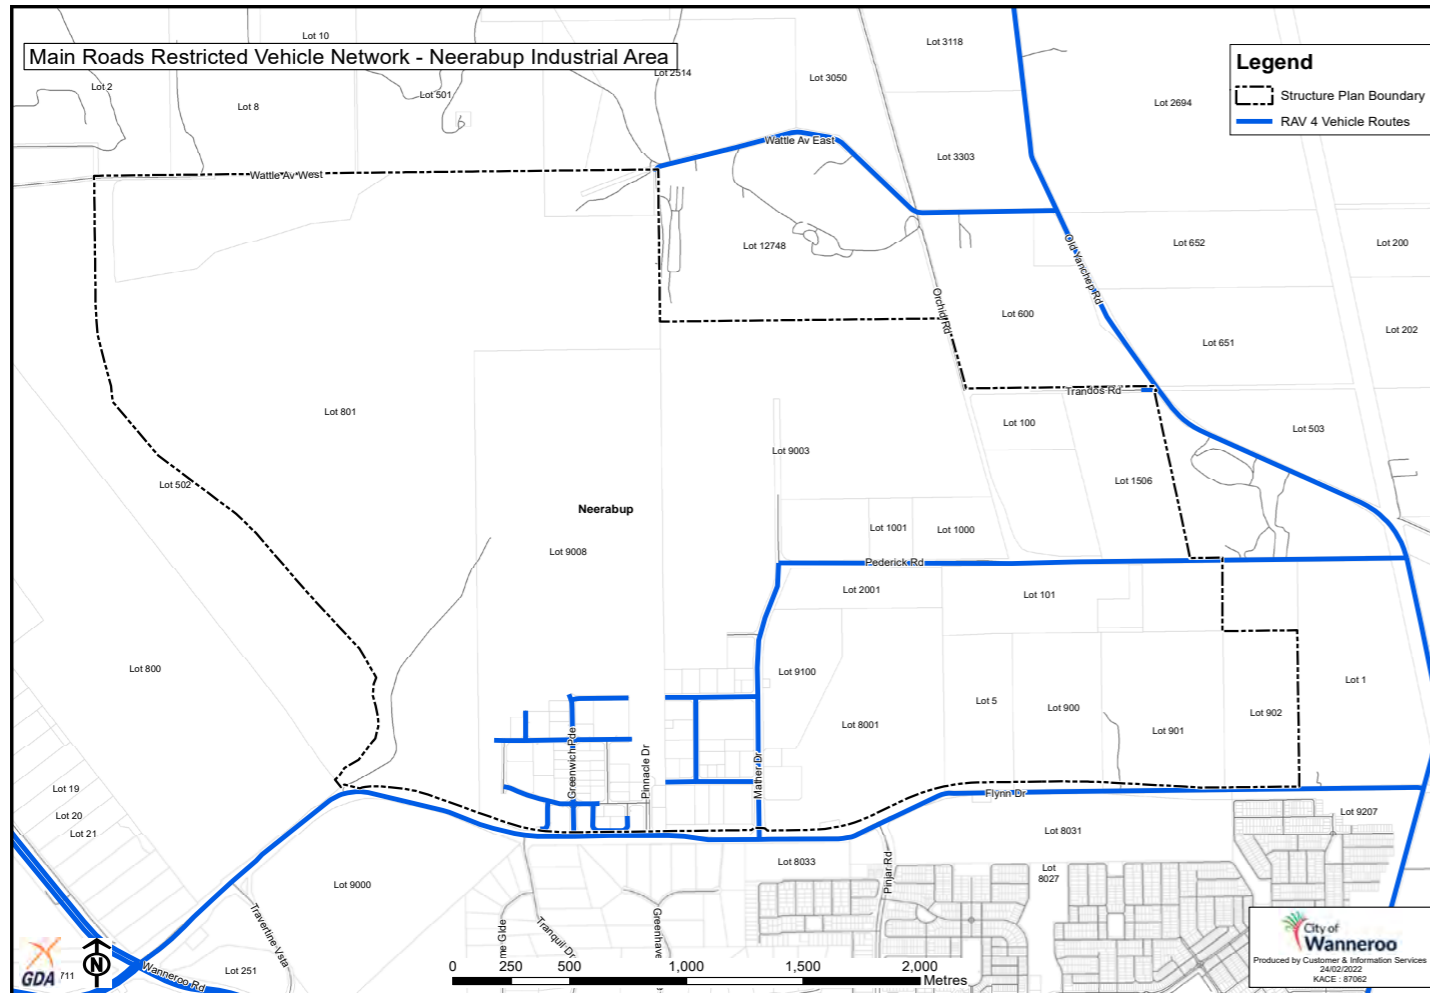 Main Roads Restricted Vehicle Network - Neerabup Industrial Area
Legend
Structure Plan Boundary
RAV 4 Vehicle Routes
Lot 10
Lot 2
Lot 8
Lot 501
Lot 2514
Lot 3050
Lot 3118
Lot 2694
Lot 3303
Wattle Av East
Wattle Av West
Lot 12748
Lot 652
Lot 200
Old Yanchep Rd
Orchid Rd
Lot 600
Lot 651
Lot 202
Trandos Rd
Lot 801
Lot 100
Lot 503
Lot 9003
Lot 502
Lot 1506
Neerabup
Lot 1001
Lot 1000
Lot 9008
Pederick Rd
Lot 2001
Lot 101
Lot 800
Lot 9100
Lot 1
Lot 5
Lot 900
Lot 902
Lot 8001
Lot 901
Greenwich Pde
Pinnacle Dr
Mather Dr
Lot 19
Flynn Dr
Lot 20
Lot 9207
Lot 21
Lot 8031
Lot 8033
Pinjar Rd
Lot
8027
Lot 9000
Travertine Vsta
me Glde
Tranquil Dr
Greenhave
Lot 251
Wanneroo Rd
711
GDA
N
0 250 500 1,000 1,500 2,000
Metres
City of
Wanneroo
Produced by Customer & Information Services
24/02/2022
KACE : 87062